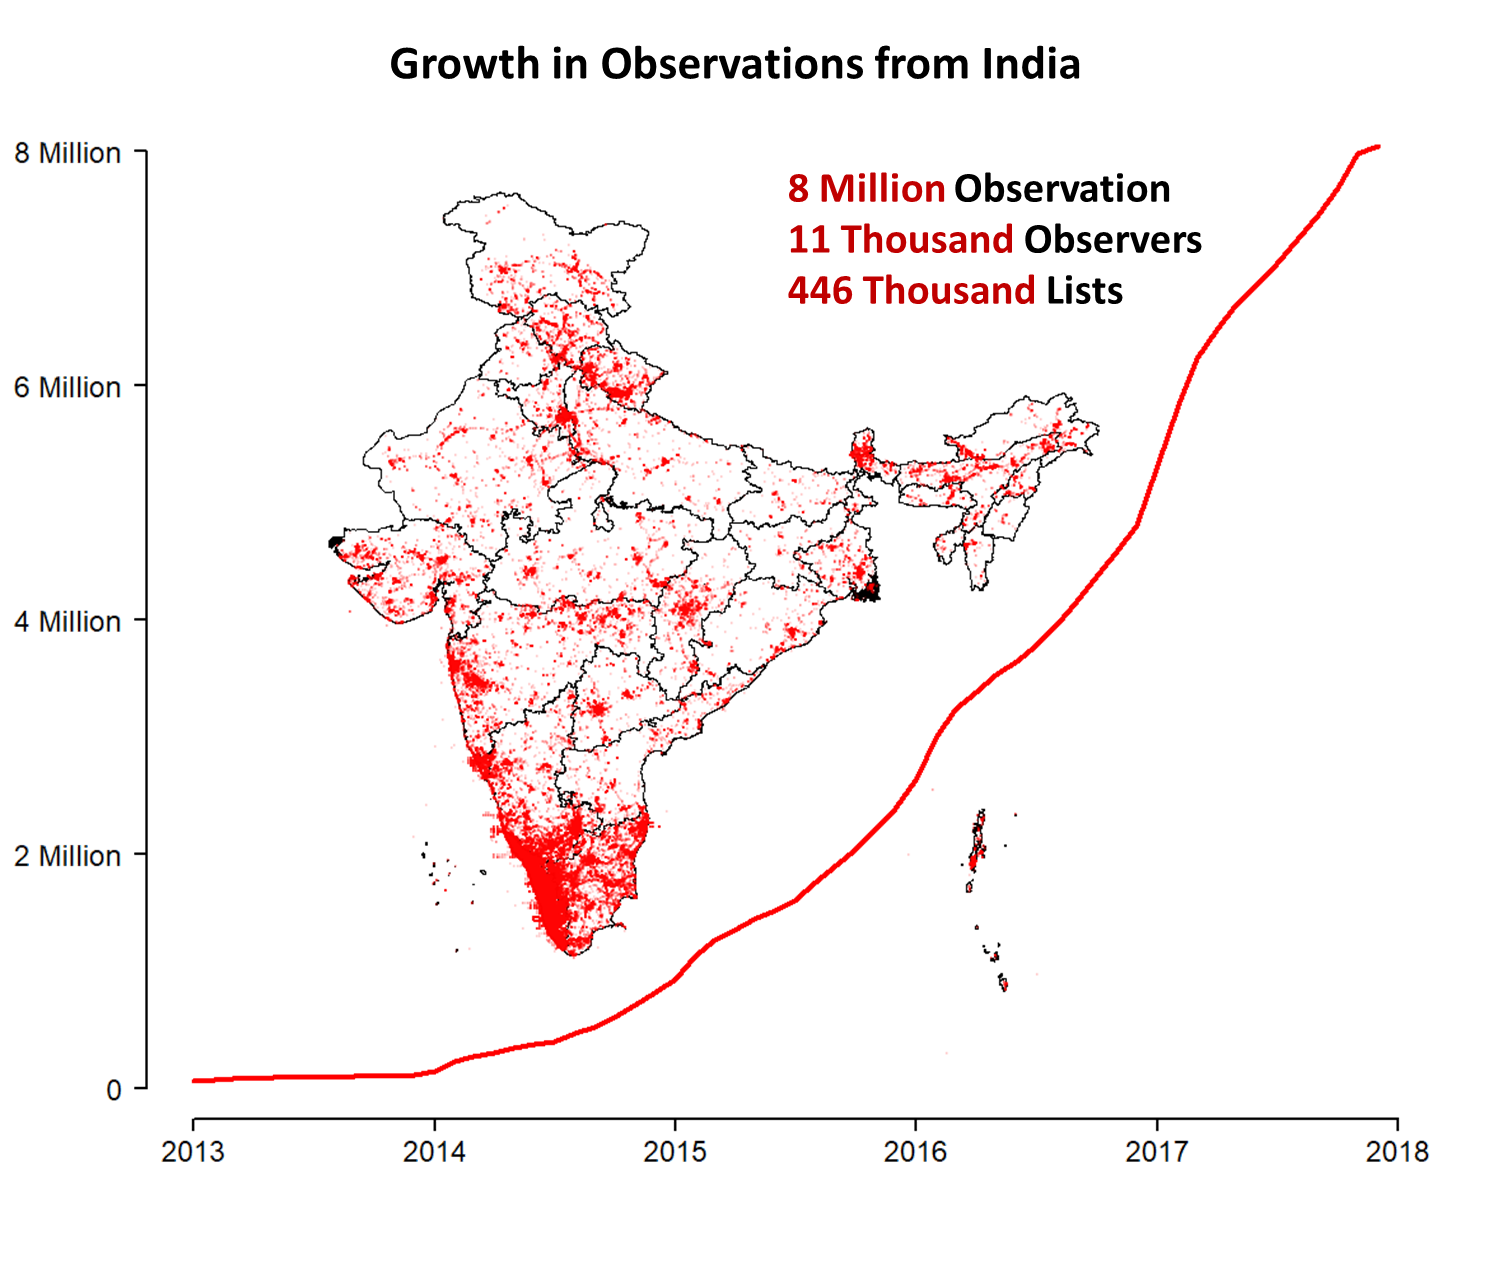 Growth in Observations from India
8 Million
8 Million Observation
11 Thousand Observers
446 Thousand Lists
6 Million
4 Million
2 Million
0
2013 2014 2015 2016 2017 2018